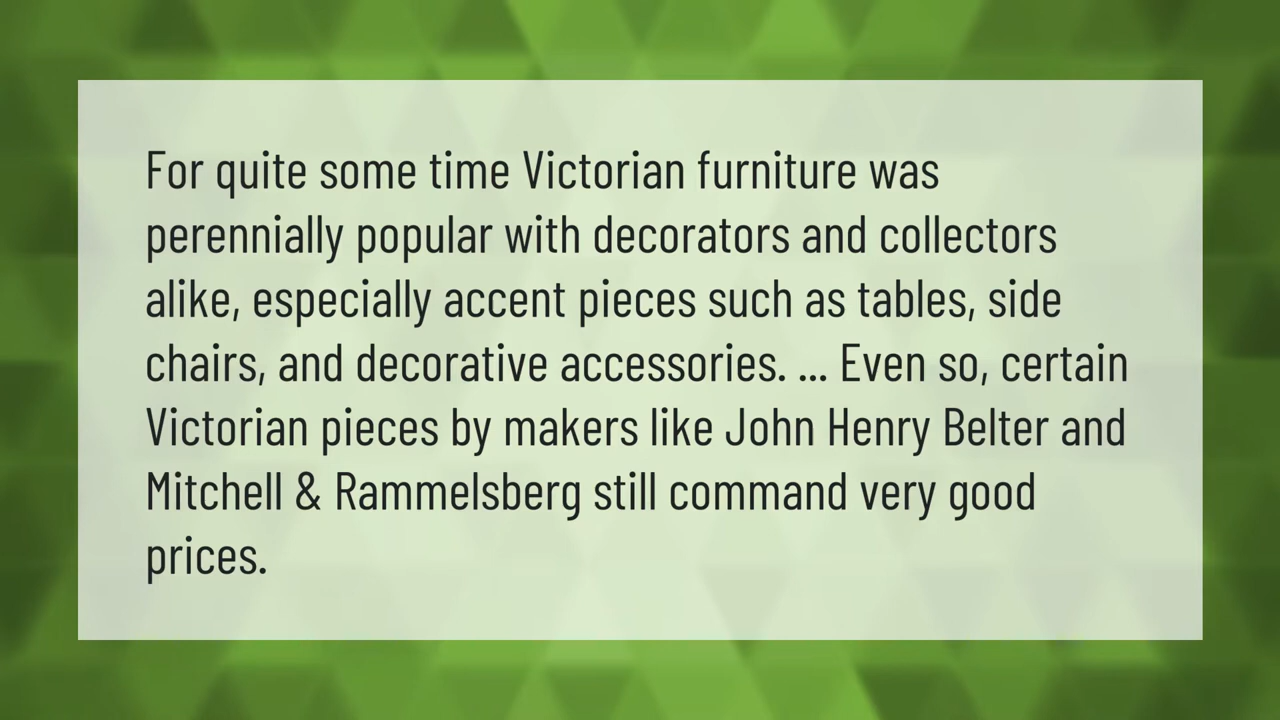 For quite some time Victorian furniture was
perennially popular with decorators and collectors
alike, especially accent pieces such as tables, side
chairs, and decorative accessories. ... Even so, certain
Victorian pieces by makers like John Henry Belter and
Mitchell & Rammelsberg still command very good
prices.